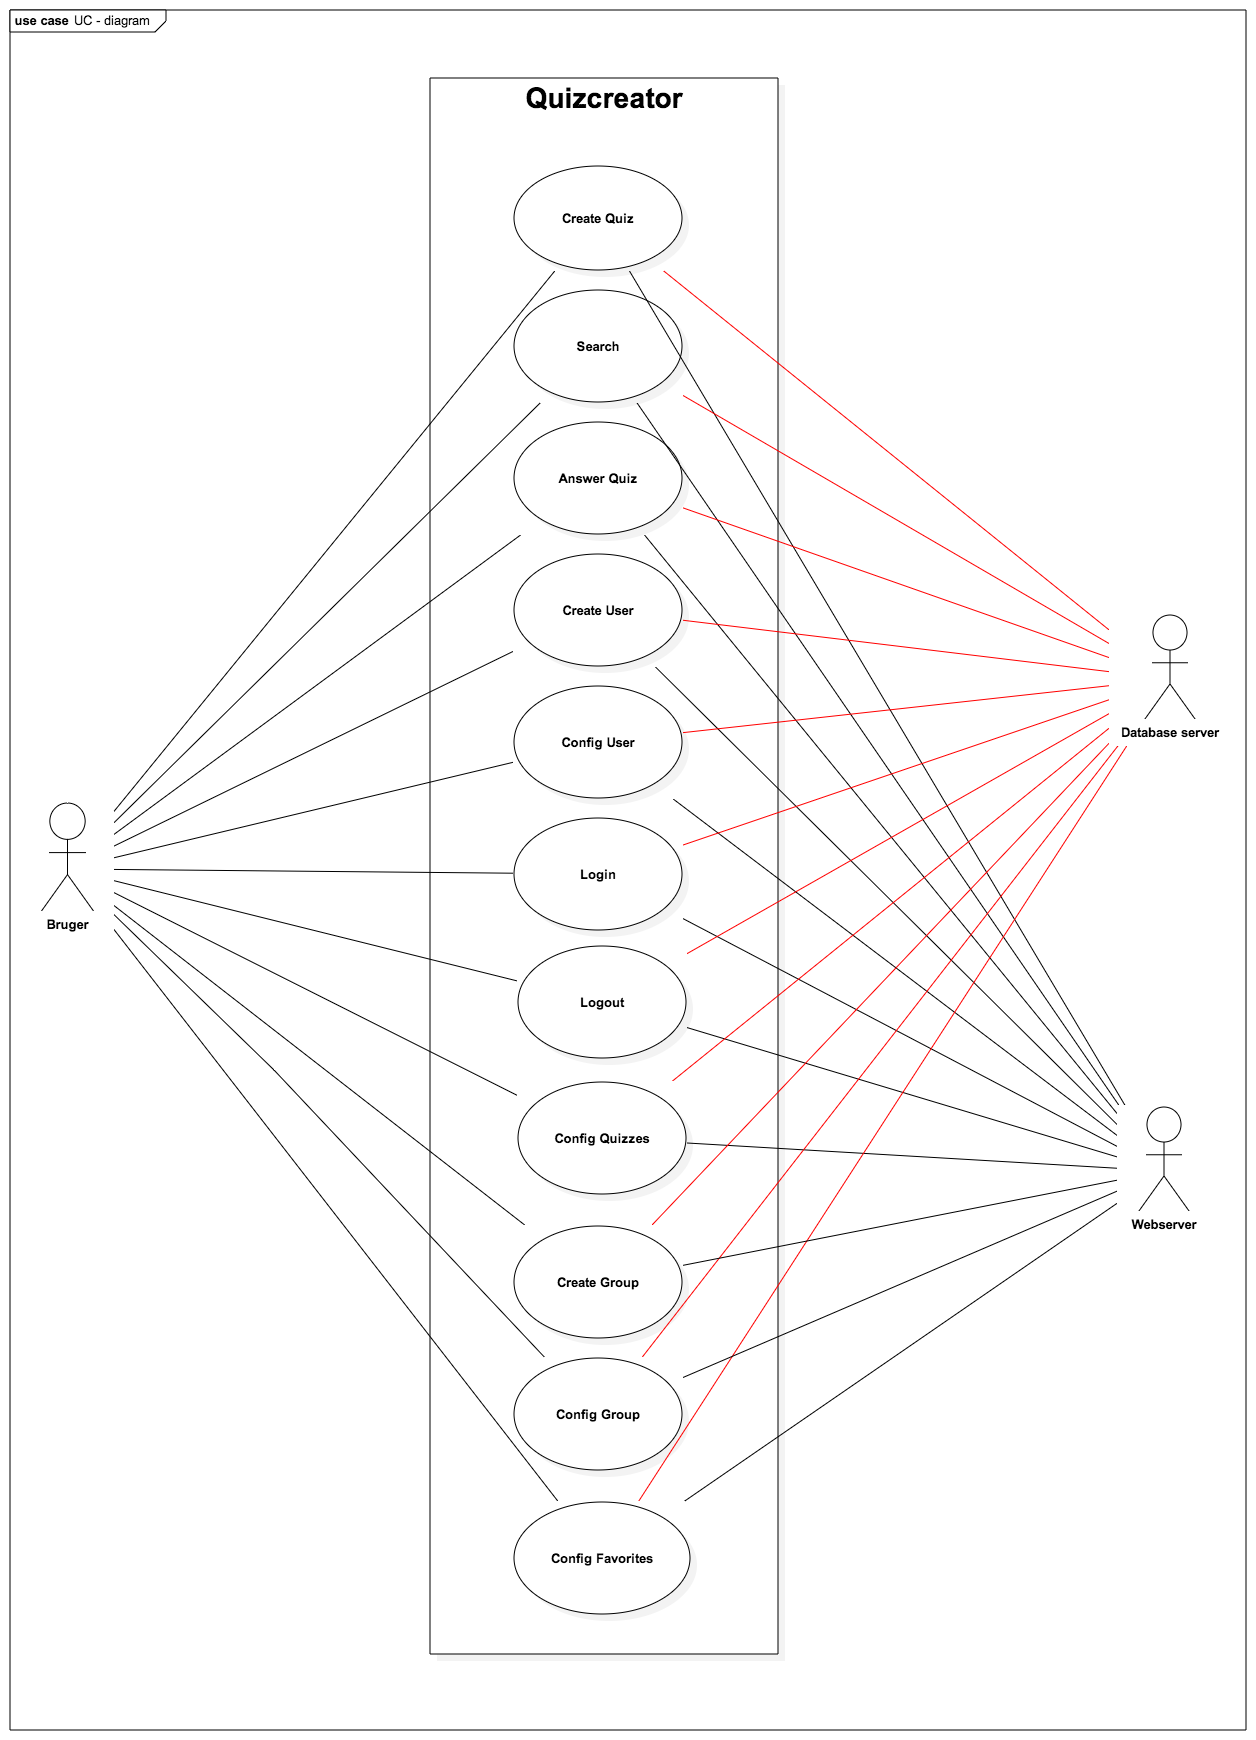 use case UC - diagram
Quizcreator
Create Quiz
Search
Answer Quiz
Create User
Config User
Database server
Login
Bruger
Logout
Config Quizzes
Webserver
Create Group
Config Group
Config Favorites